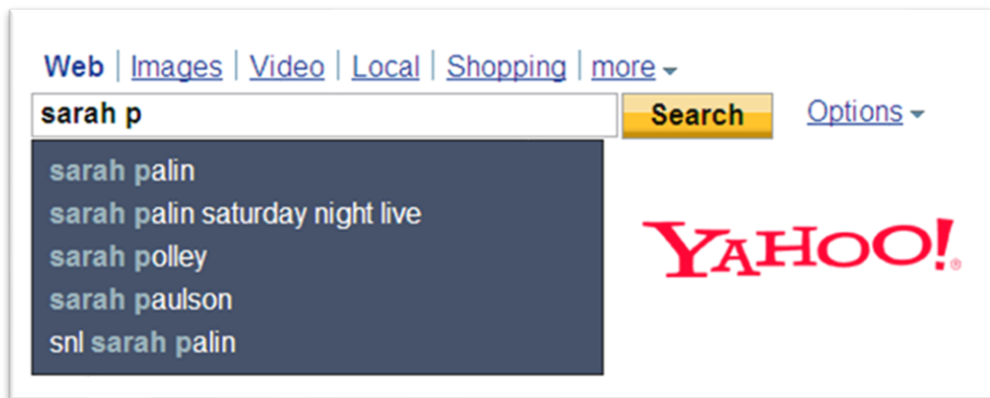 Web | Images | Video | Local | Shopping | more
sarah p
Search
Options
sarah palin
sarah palin saturday night live
sarah polley
sarah paulson
snl sarah palin
YAHOO!®